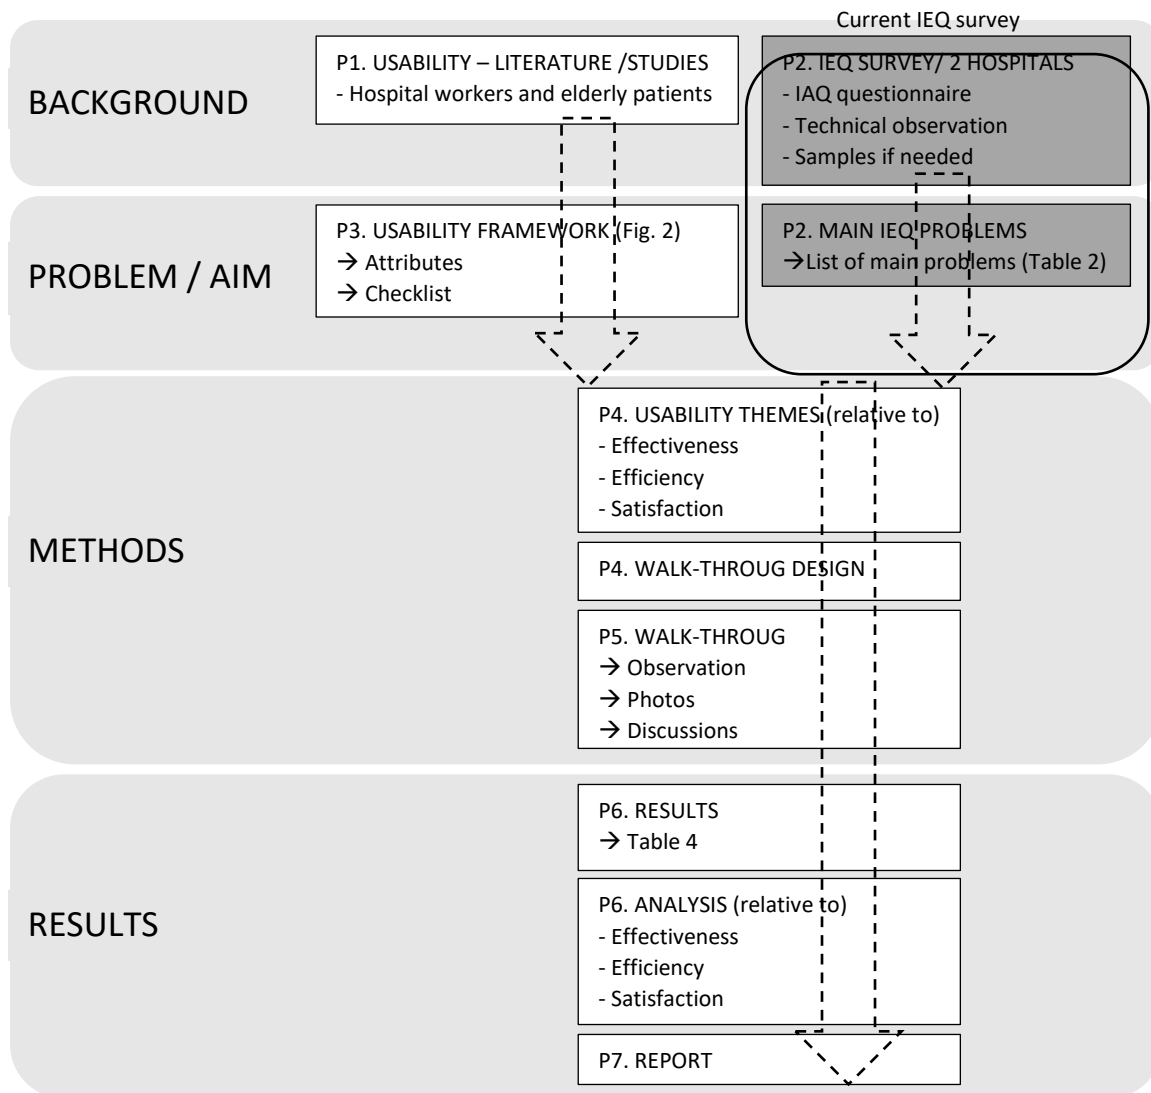 Current IEQ survey
BACKGROUND
P1. USABILITY – LITERATURE /STUDIES
- Hospital workers and elderly patients
P2. IEQ SURVEY/ 2 HOSPITALS
- IAQ questionnaire
- Technical observation
- Samples if needed
PROBLEM / AIM
P3. USABILITY FRAMEWORK (Fig. 2)
→ Attributes
→ Checklist
P2. MAIN IEQ PROBLEMS
→List of main problems (Table 2)
METHODS
P4. USABILITY THEMES (relative to)
- Effectiveness
- Efficiency
- Satisfaction
P4. WALK-THROUG DESIGN
P5. WALK-THROUG
→ Observation
→ Photos
→ Discussions
RESULTS
P6. RESULTS
→ Table 4
P6. ANALYSIS (relative to)
- Effectiveness
- Efficiency
- Satisfaction
P7. REPORT